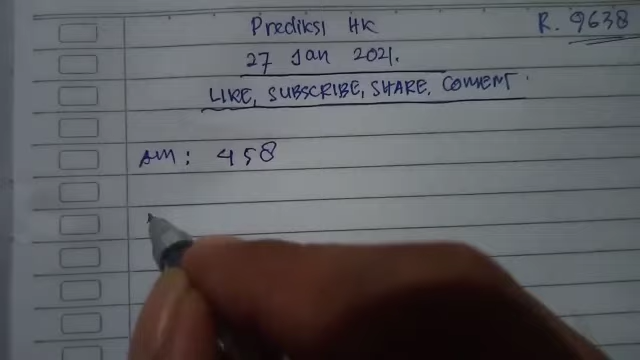 Prediksi HK
R. 9638
27 Jan 2021.
LIKE, SUBSCRIBE, SHARE, COMMENT.
AM : 458